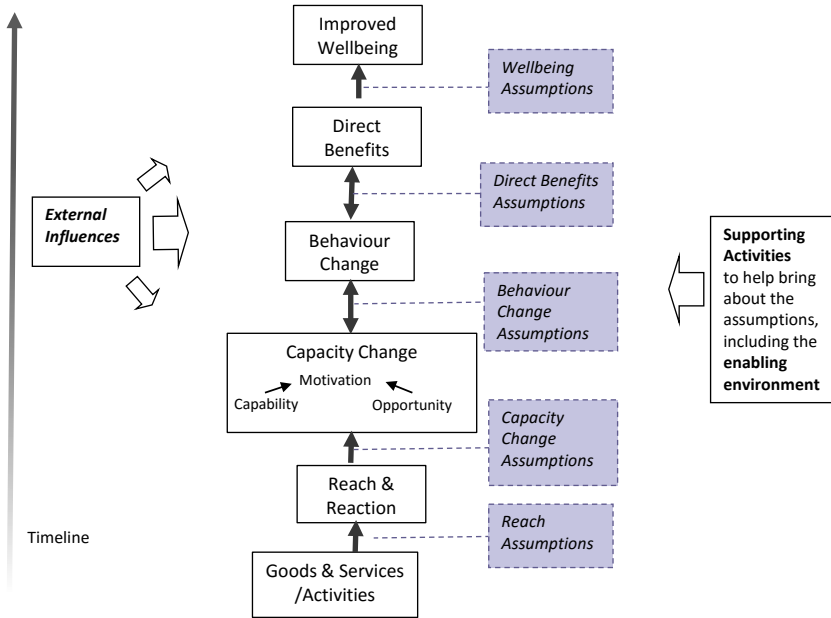 Improved
Wellbeing
Wellbeing
Assumptions
Direct
Benefits
Direct Benefits
Assumptions
External
Influences
Behaviour
Change
Supporting
Activities
to help bring
about the
assumptions,
including the
enabling
environment
Behaviour
Change
Assumptions
Capacity Change
Motivation
Capability
Opportunity
Capacity
Change
Assumptions
Reach &
Reaction
Reach
Assumptions
Timeline
Goods & Services
/Activities